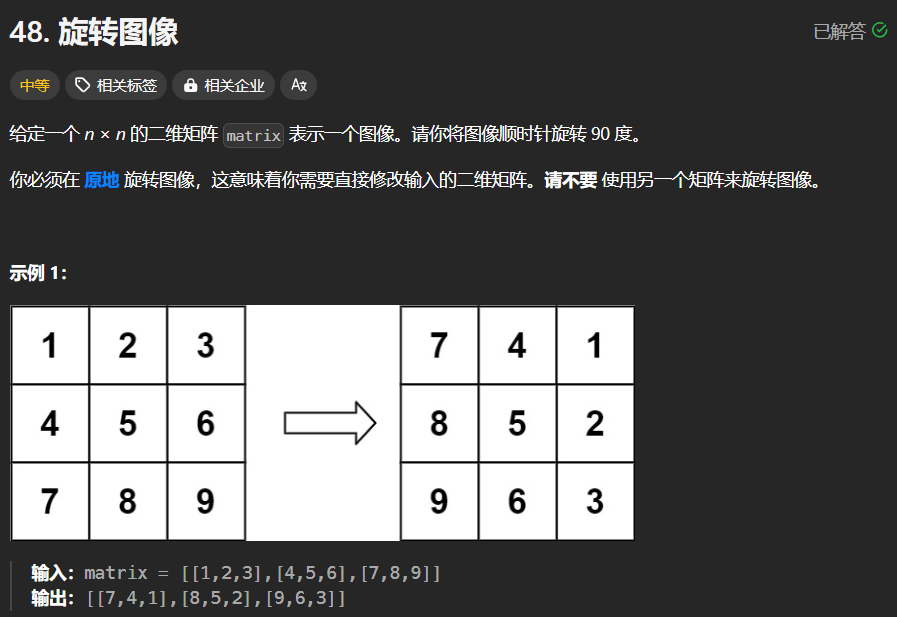 48. 旋转图像
已解答
中等 相关标签 相关企业 Az
给定一个 n × n 的二维矩阵 matrix 表示一个图像。请你将图像顺时针旋转 90 度。
你必须在 原地 旋转图像，这意味着你需要直接修改输入的二维矩阵。请不要 使用另一个矩阵来旋转图像。
示例 1：
1 2 3 7 4 1
4 5 6 8 5 2
7 8 9 9 6 3
输入：matrix = [[1,2,3],[4,5,6],[7,8,9]]
输出：[[7,4,1],[8,5,2],[9,6,3]]